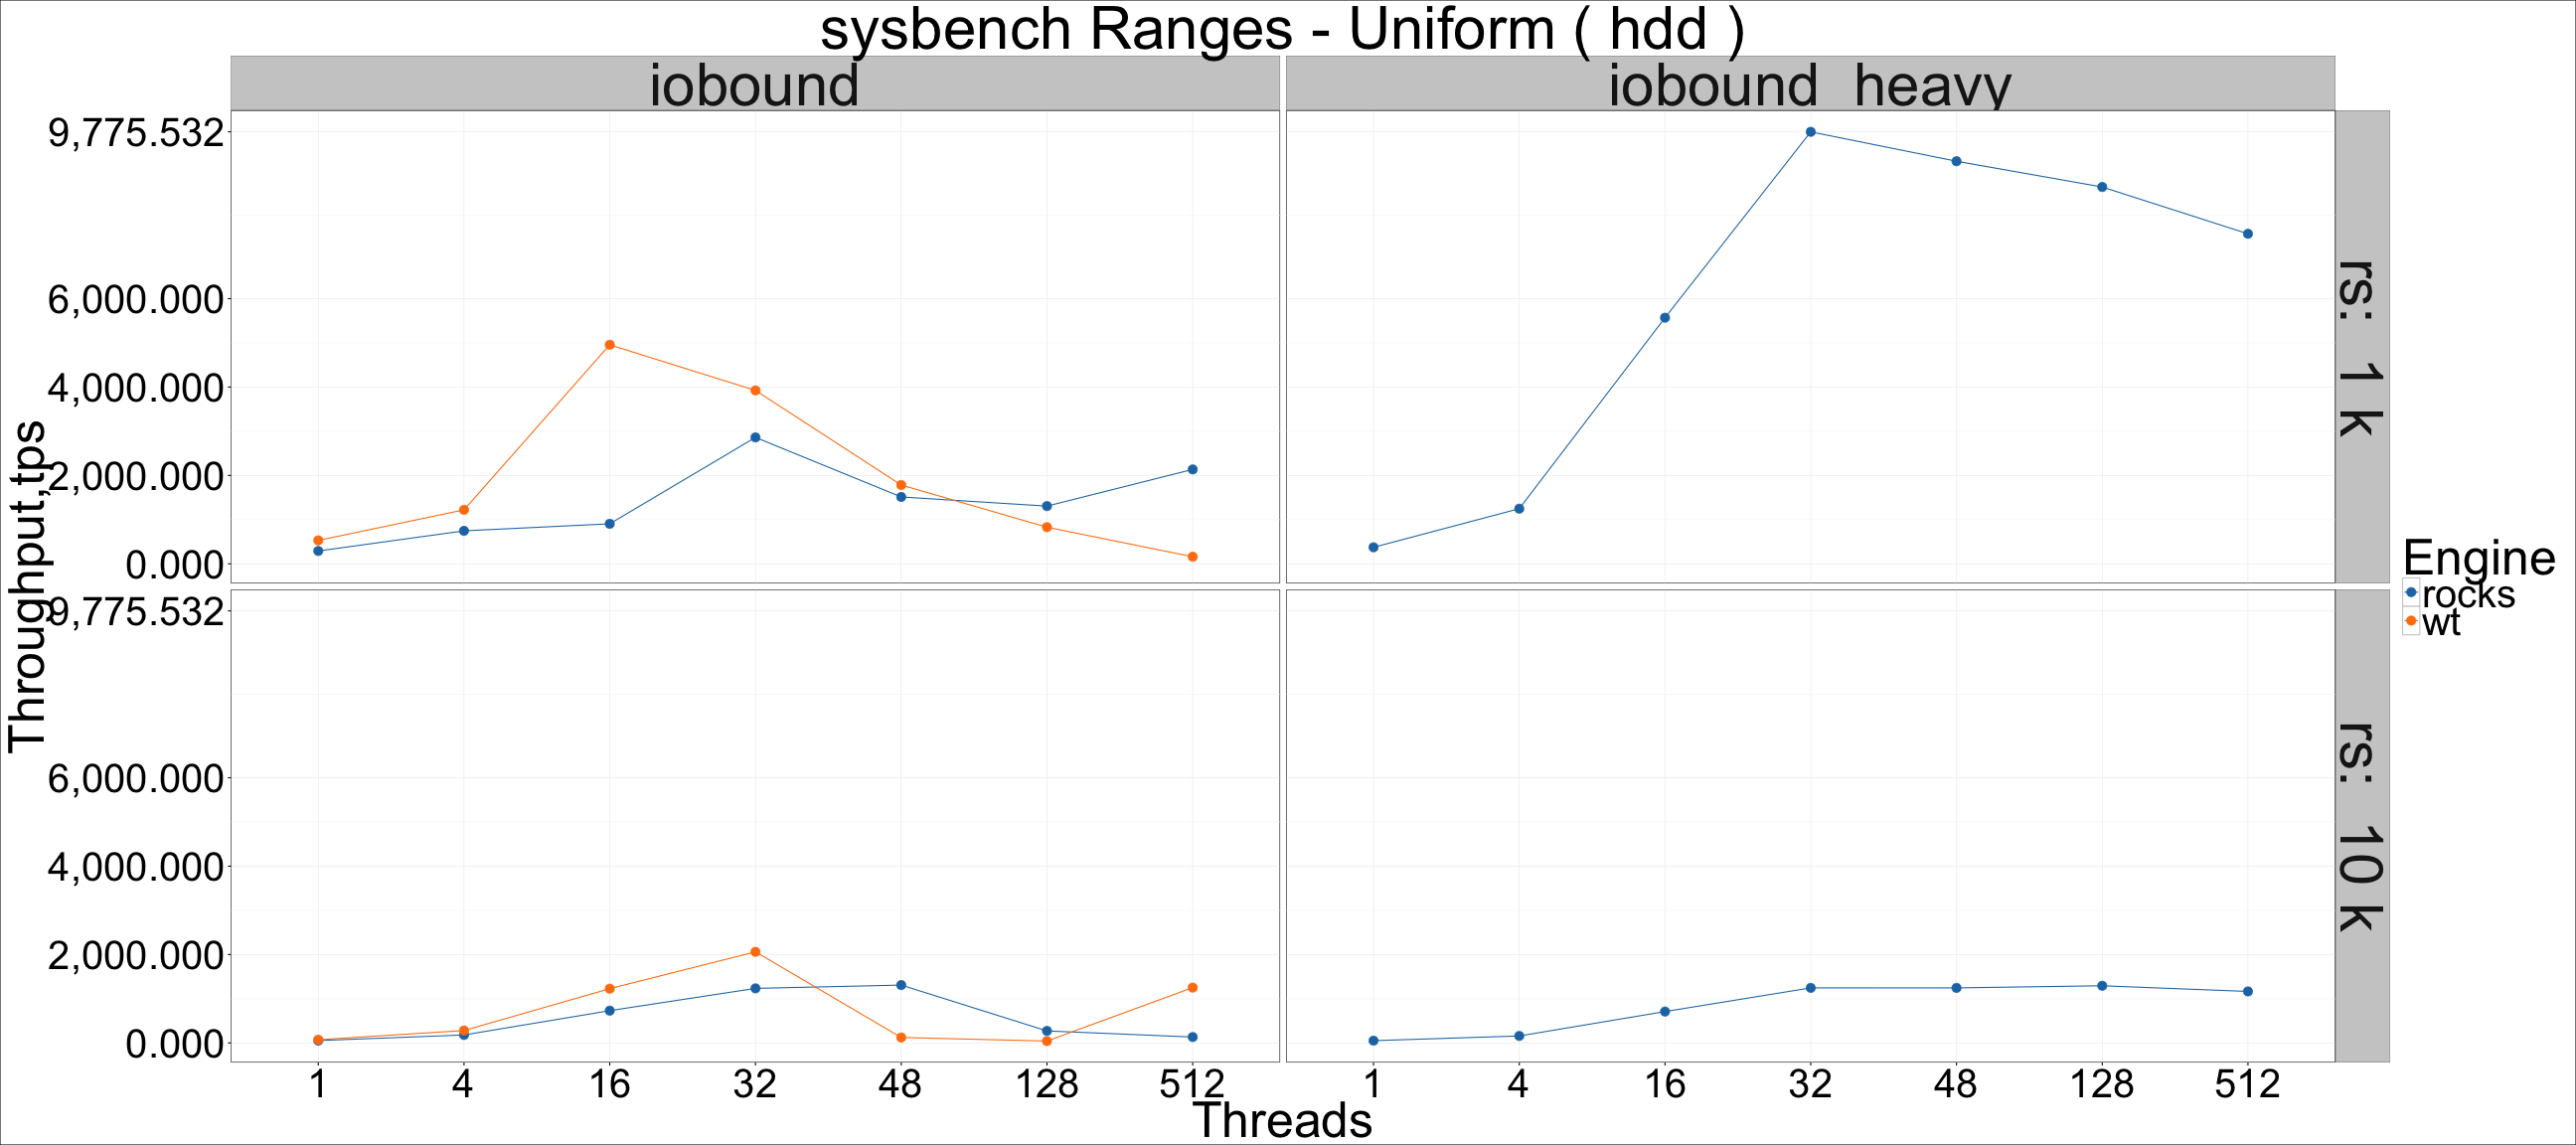 sysbench Ranges - Uniform ( hdd )
iobound
iobound heavy
9,775.532
6,000.000
4,000.000
2,000.000
0.000
rs: 1 k
9,775.532
6,000.000
4,000.000
2,000.000
0.000
rs: 10 k
Throughput,tps
1 4 16 32 48 128 512
1 4 16 32 48 128 512
Threads
Engine
rocks
wt